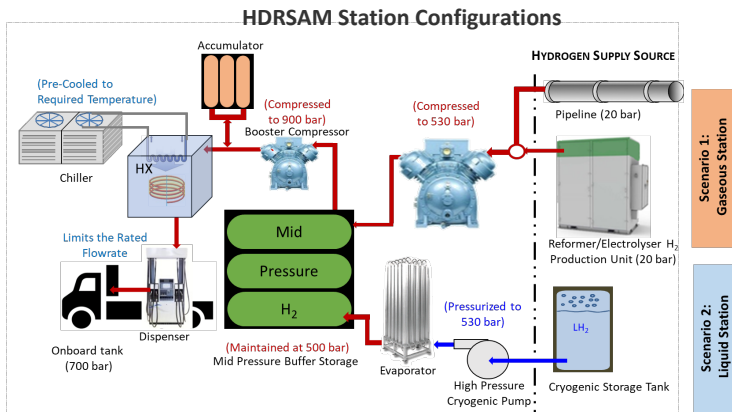 HDRSAM Station Configurations
Accumulator
HYDROGEN SUPPLY SOURCE
(Pre-Cooled to
Required Temperature)
(Compressed
to 900 bar)
Booster Compressor
(Compressed
to 530 bar)
Pipeline (20 bar)
Chiller
HX
Scenario 1:
Gaseous Station
Mid
Pressure
H₂
Reformer/Electrolyser H₂
Production Unit (20 bar)
Limits the Rated
Flowrate
Dispenser
Onboard tank
(700 bar)
(Maintained at 500 bar)
Mid Pressure Buffer Storage
Evaporator
(Pressurized to
530 bar)
High Pressure
Cryogenic Pump
LH₂
Cryogenic Storage Tank
Scenario 2:
Liquid Station